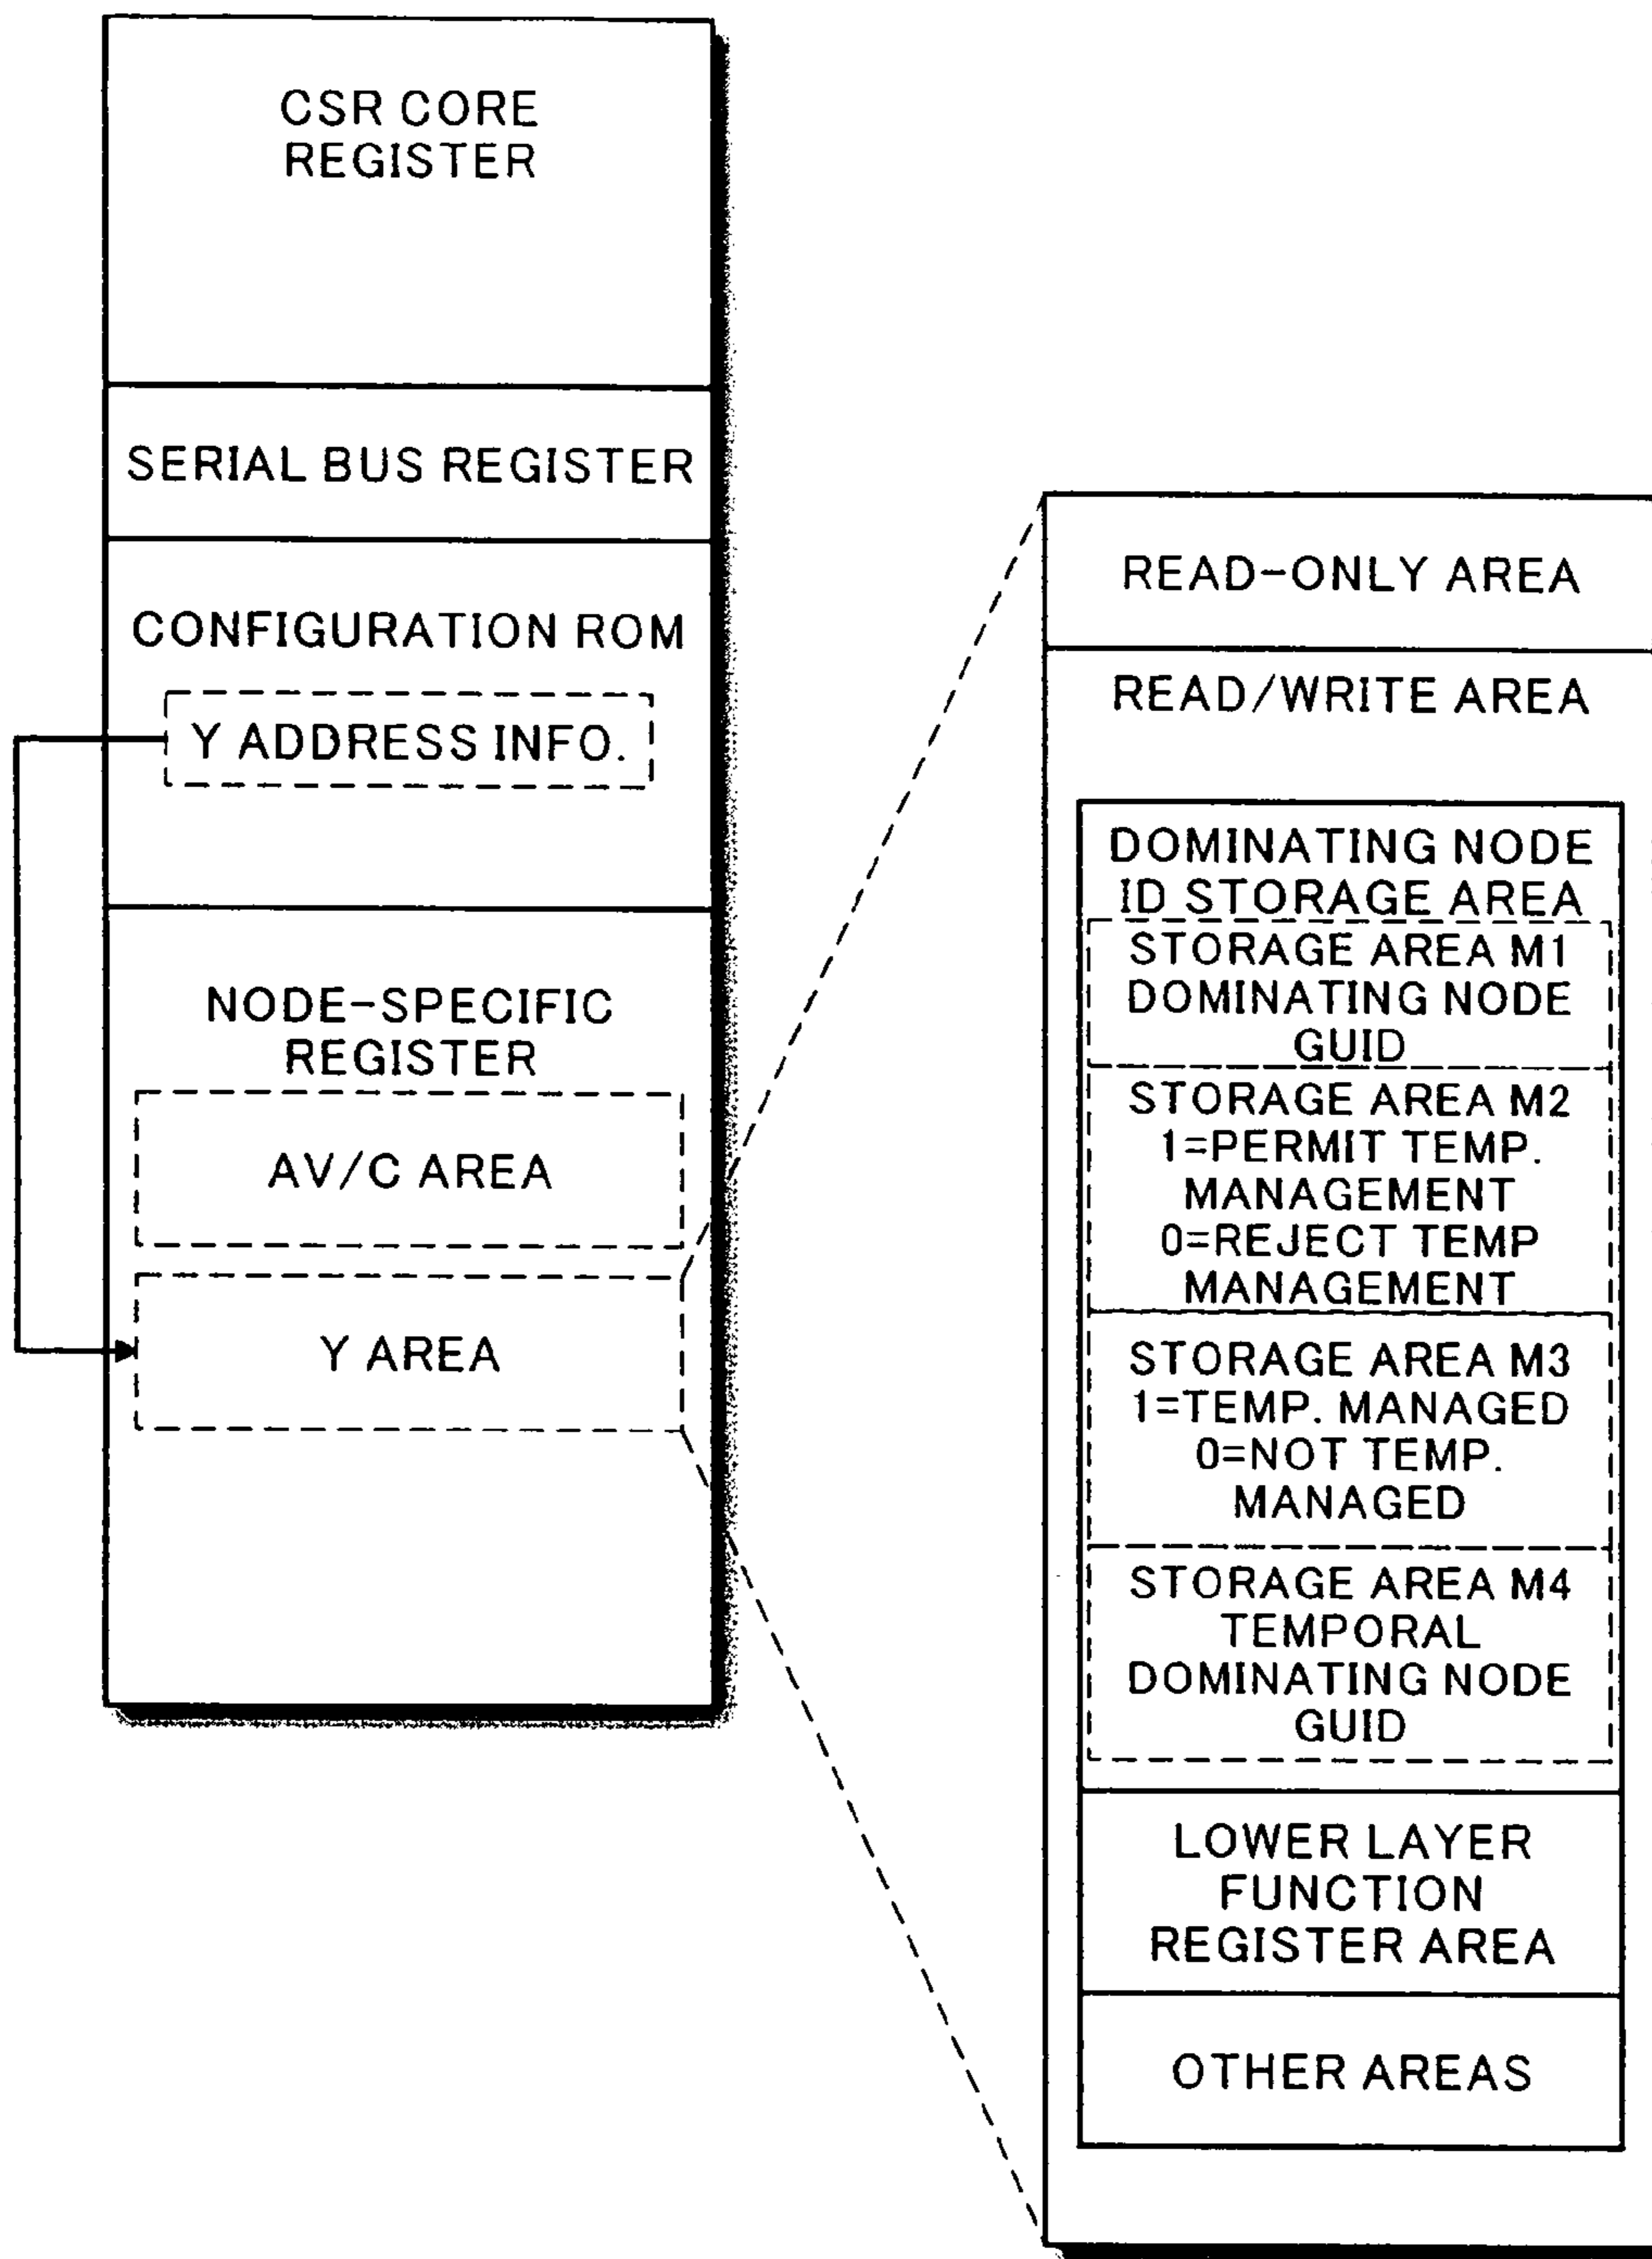 CSR CORE
REGISTER
SERIAL BUS REGISTER
CONFIGURATION ROM
Y ADDRESS INFO.
NODE-SPECIFIC
REGISTER
AV/C AREA
Y AREA
READ-ONLY AREA
READ/WRITE AREA
DOMINATING NODE
ID STORAGE AREA
STORAGE AREA M1
DOMINATING NODE
GUID
STORAGE AREA M2
1=PERMIT TEMP.
MANAGEMENT
0=REJECT TEMP
MANAGEMENT
STORAGE AREA M3
1=TEMP. MANAGED
0=NOT TEMP.
MANAGED
STORAGE AREA M4
TEMPORAL
DOMINATING NODE
GUID
LOWER LAYER
FUNCTION
REGISTER AREA
OTHER AREAS